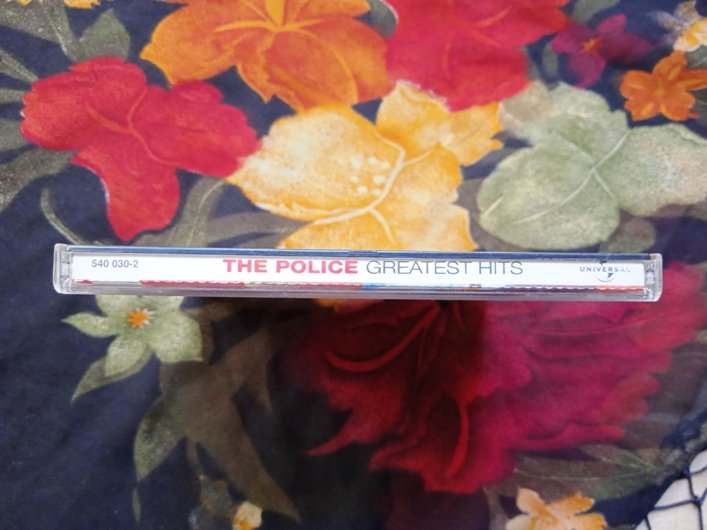 540 030-2 THE POLICE GREATEST HITS UNIVERSAL